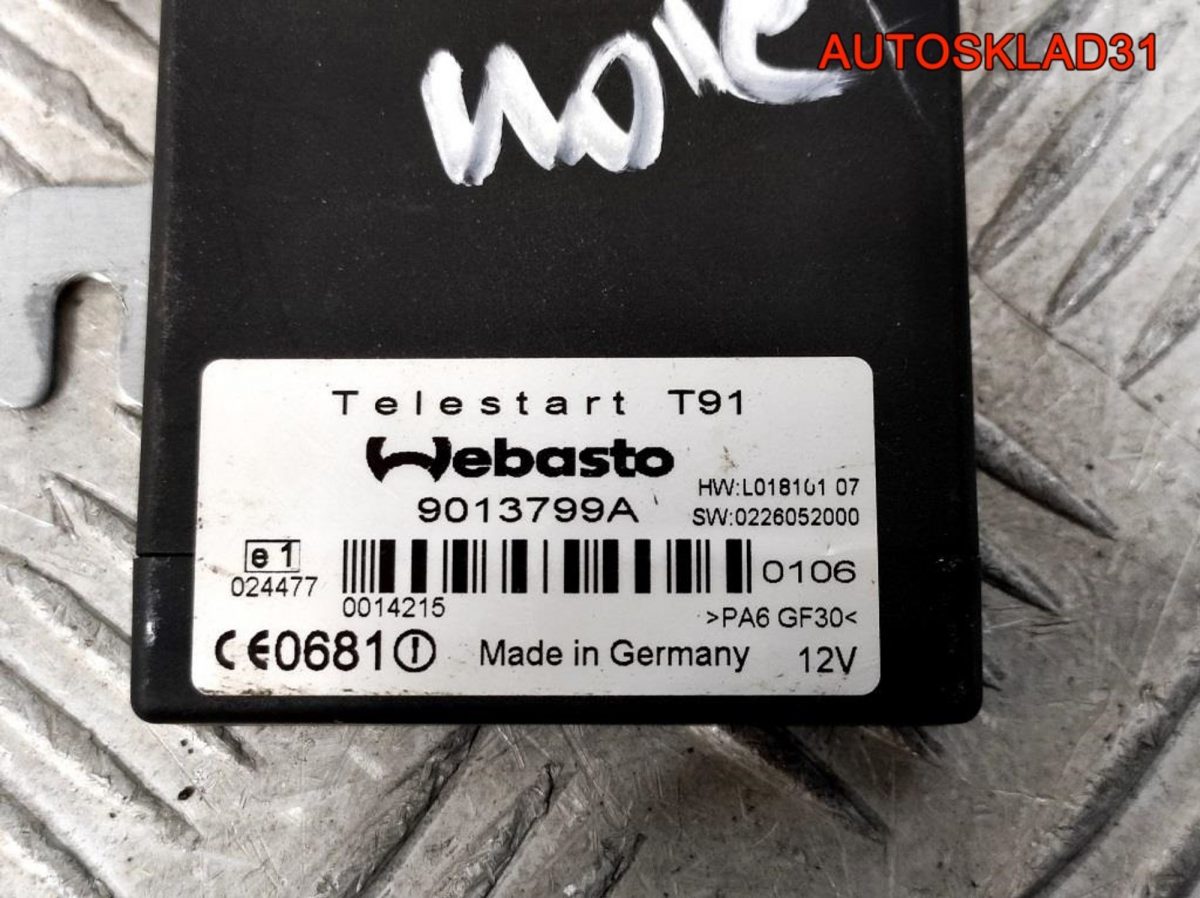 AUTOSKLAD31
Telestart T91
Webasto
9013799A
HW:L018101 07
SW:0226052000
e1
024477
0014215
0106
>PA6 GF30<
CE0681
Made in Germany
12V